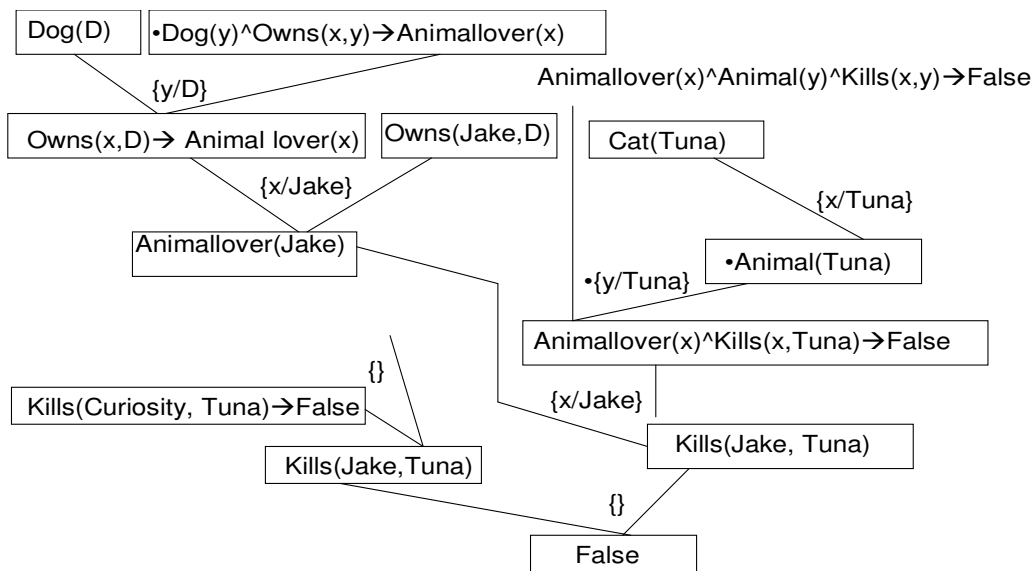 Dog(D)
•Dog(y)^Owns(x,y)→Animallover(x)
Animallover(x)^Animal(y)^Kills(x,y)→False
{y/D}
Owns(x,D)→ Animal lover(x)
Owns(Jake,D)
Cat(Tuna)
{x/Jake}
{x/Tuna}
Animallover(Jake)
•Animal(Tuna)
•{y/Tuna}
Animallover(x)^Kills(x,Tuna)→False
{}
Kills(Curiosity, Tuna)→False
{x/Jake}
Kills(Jake,Tuna)
Kills(Jake, Tuna)
{}
False